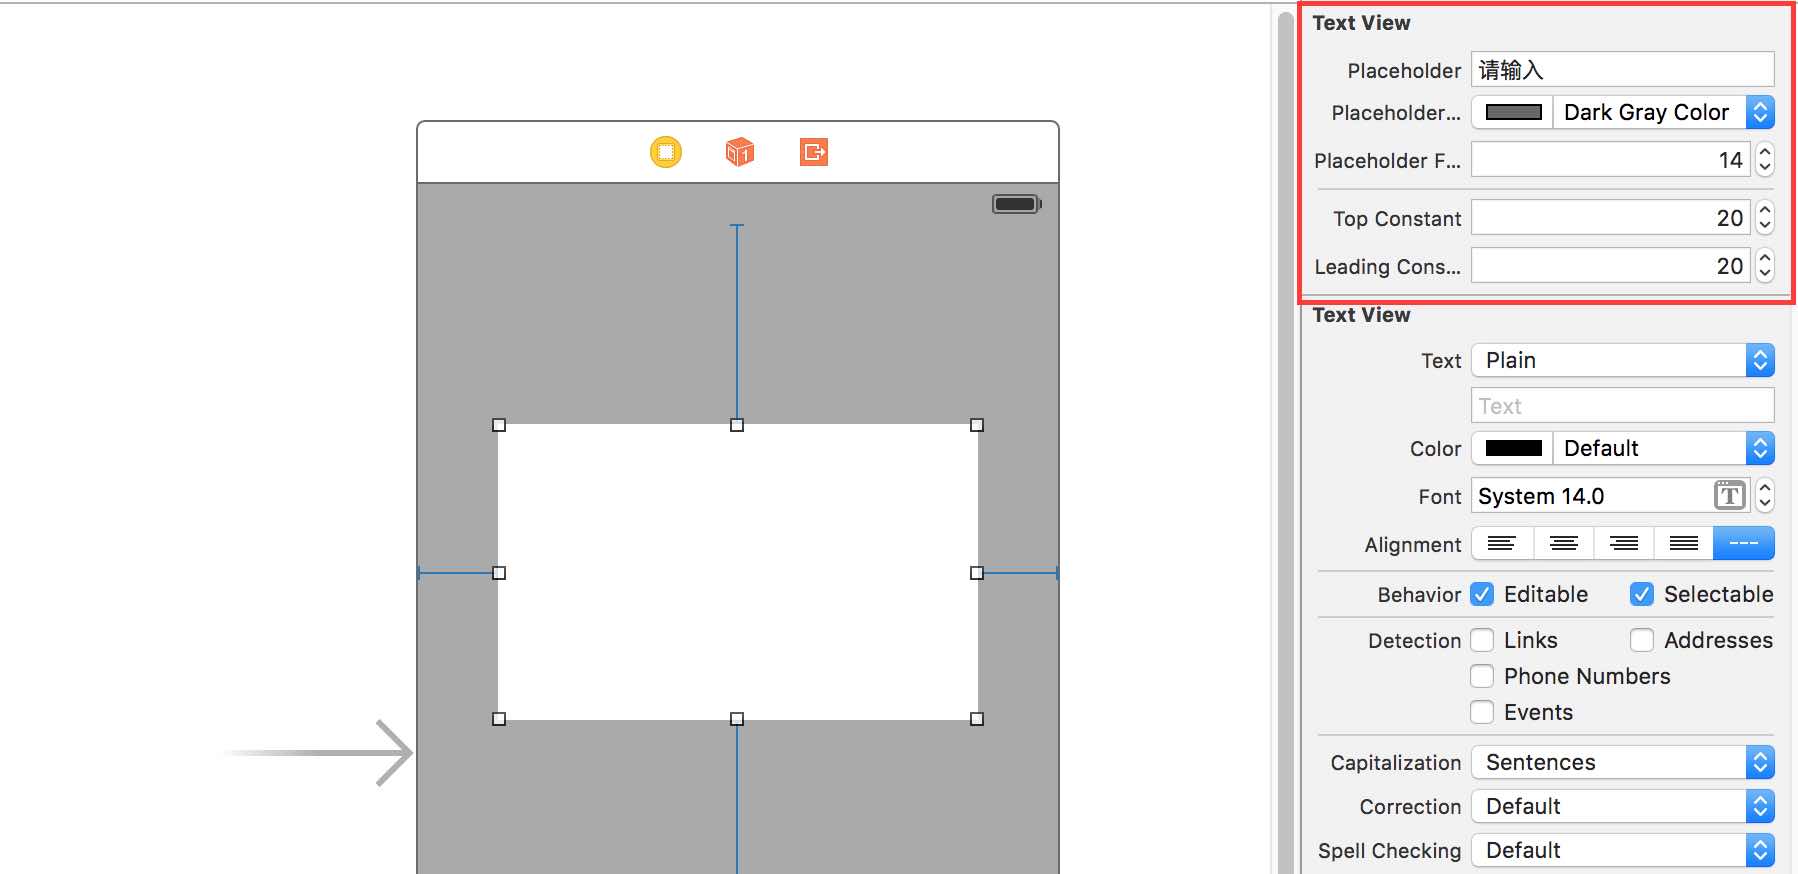 Text View
Placeholder 请输入
Placeholder... Dark Gray Color
Placeholder F... 14
Top Constant 20
Leading Cons... 20
Text View
Text Plain
Text
Color Default
Font System 14.0 T
Alignment
Behavior Editable Selectable
Detection Links Addresses
Phone Numbers
Events
Capitalization Sentences
Correction Default
Spell Checking Default